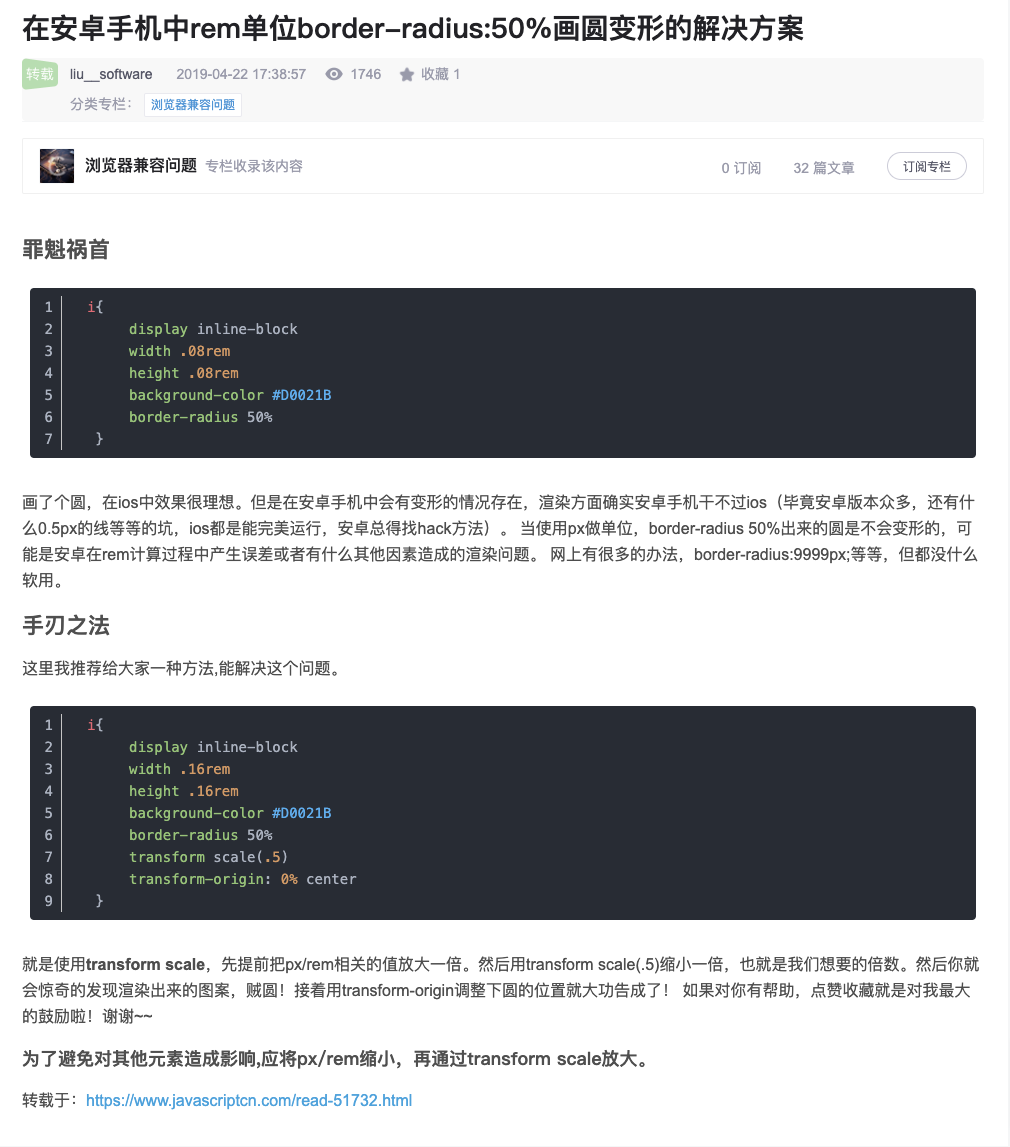 在安卓手机中rem单位border-radius:50%画圆变形的解决方案
转载 liu__software 2019-04-22 17:38:57 1746 收藏 1
分类专栏： 浏览器兼容问题
浏览器兼容问题 专栏收录该内容 0 订阅 32 篇文章 订阅专栏
罪魁祸首
1 i{
2 display inline-block
3 width .08rem
4 height .08rem
5 background-color #D0021B
6 border-radius 50%
7 }
画了个圆，在ios中效果很理想。但是在安卓手机中会有变形的情况存在，渲染方面确实安卓手机干不过ios（毕竟安卓版本众多，还有什
么0.5px的线等等的坑，ios都是能完美运行，安卓总得找hack方法）。 当使用px做单位，border-radius 50%出来的圆是不会变形的，可
能是安卓在rem计算过程中产生误差或者有什么其他因素造成的渲染问题。 网上有很多的办法，border-radius:9999px;等等，但都没什么
软用。
手刃之法
这里我推荐给大家一种方法,能解决这个问题。
1 i{
2 display inline-block
3 width .16rem
4 height .16rem
5 background-color #D0021B
6 border-radius 50%
7 transform scale(.5)
8 transform-origin: 0% center
9 }
就是使用transform scale，先提前把px/rem相关的值放大一倍。然后用transform scale(.5)缩小一倍，也就是我们想要的倍数。然后你就
会惊奇的发现渲染出来的图案，贼圆！接着用transform-origin调整下圆的位置就大功告成了！ 如果对你有帮助，点赞收藏就是对我最大
的鼓励啦！谢谢~~
为了避免对其他元素造成影响,应将px/rem缩小，再通过transform scale放大。
转载于：https://www.javascriptcn.com/read-51732.html